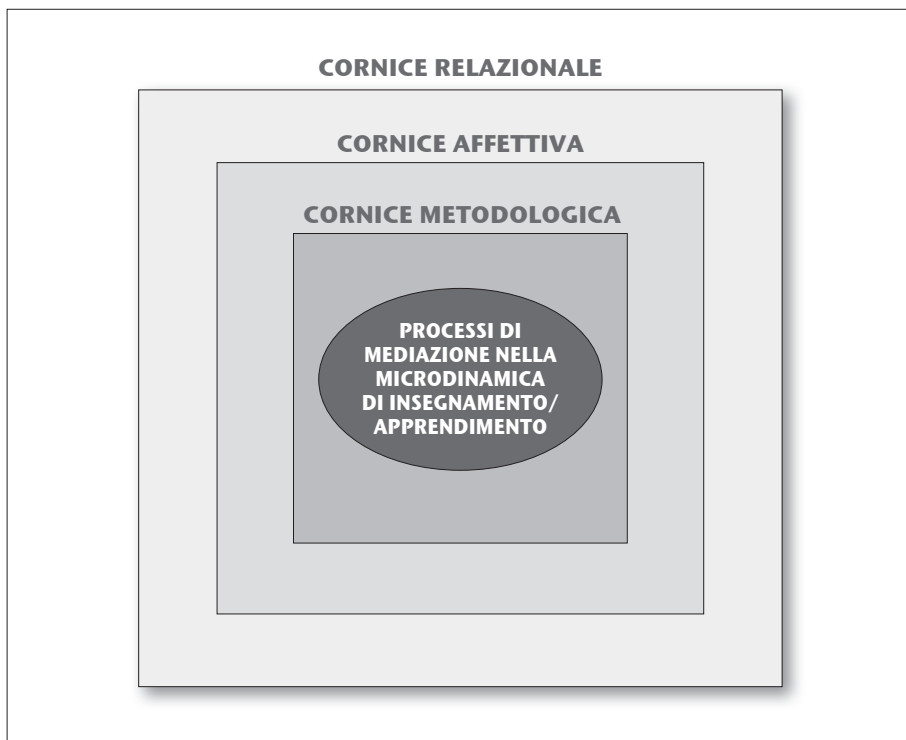 CORNICE RELAZIONALE
CORNICE AFFETTIVA
CORNICE METODOLOGICA
PROCESSI DI
MEDIAZIONE NELLA
MICRODINAMICA
DI INSEGNAMENTO/
APPRENDIMENTO